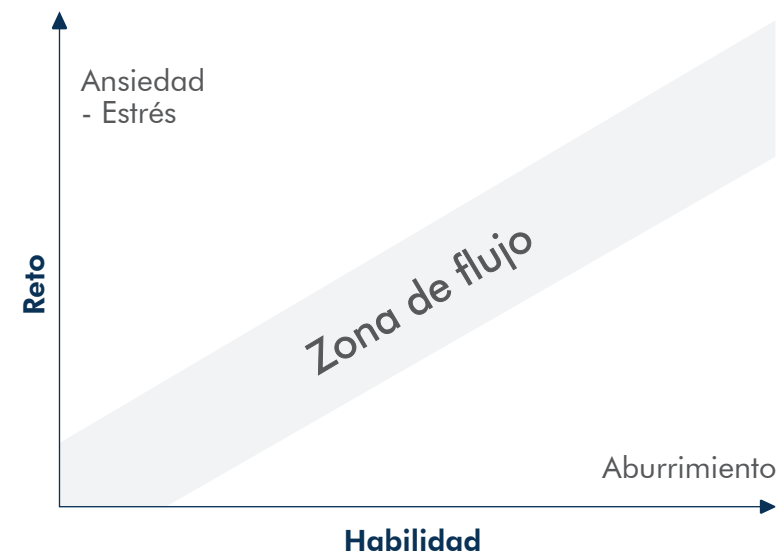 Ansiedad
- Estrés
Reto
Zona de flujo
Aburrimiento
Habilidad